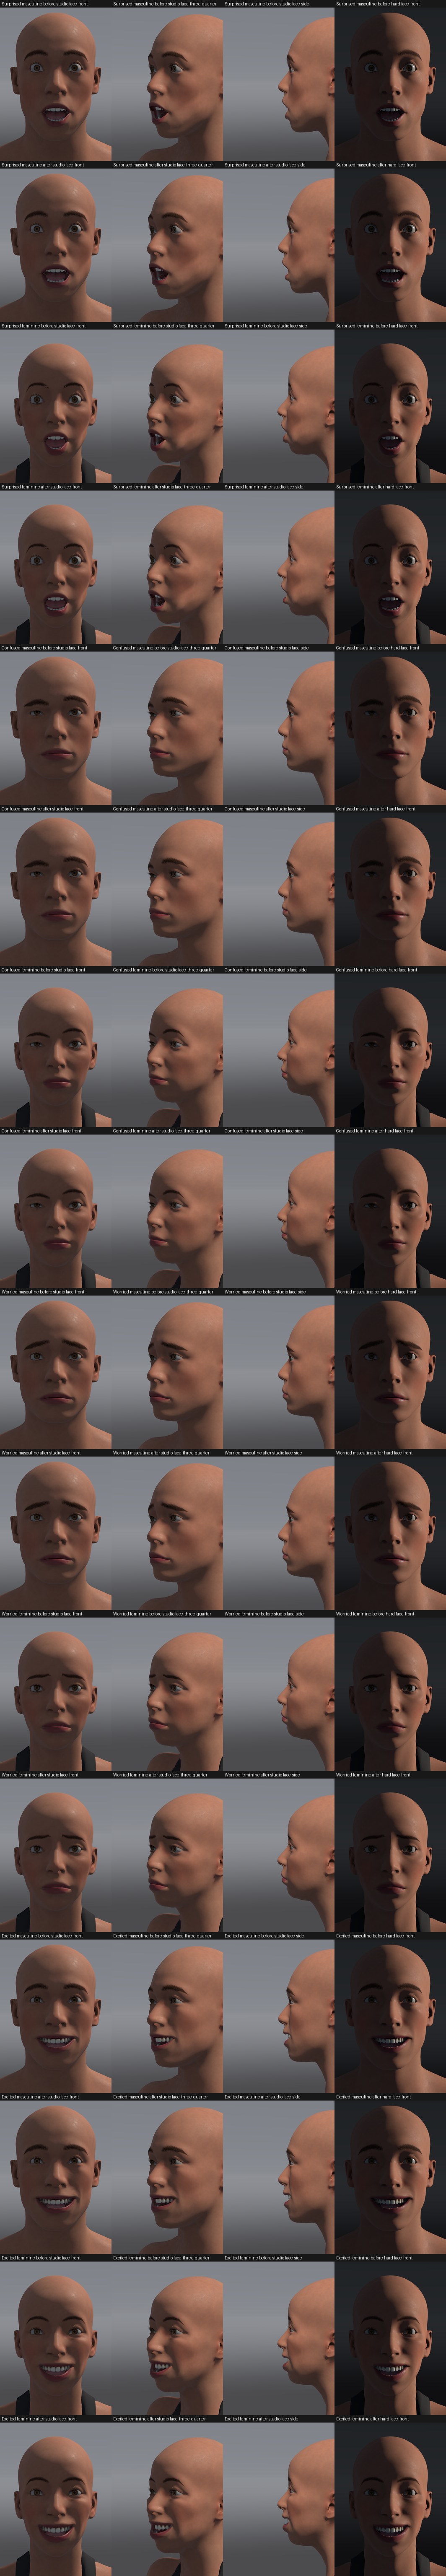 Surprised masculine before studio face-front
Surprised masculine before studio face-three-quarter
Surprised masculine before studio face-side
Surprised masculine before hard face-front
Surprised masculine after studio face-front
Surprised masculine after studio face-three-quarter
Surprised masculine after studio face-side
Surprised masculine after hard face-front
Surprised feminine before studio face-front
Surprised feminine before studio face-three-quarter
Surprised feminine before studio face-side
Surprised feminine before hard face-front
Surprised feminine after studio face-front
Surprised feminine after studio face-three-quarter
Surprised feminine after studio face-side
Surprised feminine after hard face-front
Confused masculine before studio face-front
Confused masculine before studio face-three-quarter
Confused masculine before studio face-side
Confused masculine before hard face-front
Confused masculine after studio face-front
Confused masculine after studio face-three-quarter
Confused masculine after studio face-side
Confused masculine after hard face-front
Confused feminine before studio face-front
Confused feminine before studio face-three-quarter
Confused feminine before studio face-side
Confused feminine before hard face-front
Confused feminine after studio face-front
Confused feminine after studio face-three-quarter
Confused feminine after studio face-side
Confused feminine after hard face-front
Worried masculine before studio face-front
Worried masculine before studio face-three-quarter
Worried masculine before studio face-side
Worried masculine before hard face-front
Worried masculine after studio face-front
Worried masculine after studio face-three-quarter
Worried masculine after studio face-side
Worried masculine after hard face-front
Worried feminine before studio face-front
Worried feminine before studio face-three-quarter
Worried feminine before studio face-side
Worried feminine before hard face-front
Worried feminine after studio face-front
Worried feminine after studio face-three-quarter
Worried feminine after studio face-side
Worried feminine after hard face-front
Excited masculine before studio face-front
Excited masculine before studio face-three-quarter
Excited masculine before studio face-side
Excited masculine before hard face-front
Excited masculine after studio face-front
Excited masculine after studio face-three-quarter
Excited masculine after studio face-side
Excited masculine after hard face-front
Excited feminine before studio face-front
Excited feminine before studio face-three-quarter
Excited feminine before studio face-side
Excited feminine before hard face-front
Excited feminine after studio face-front
Excited feminine after studio face-three-quarter
Excited feminine after studio face-side
Excited feminine after hard face-front